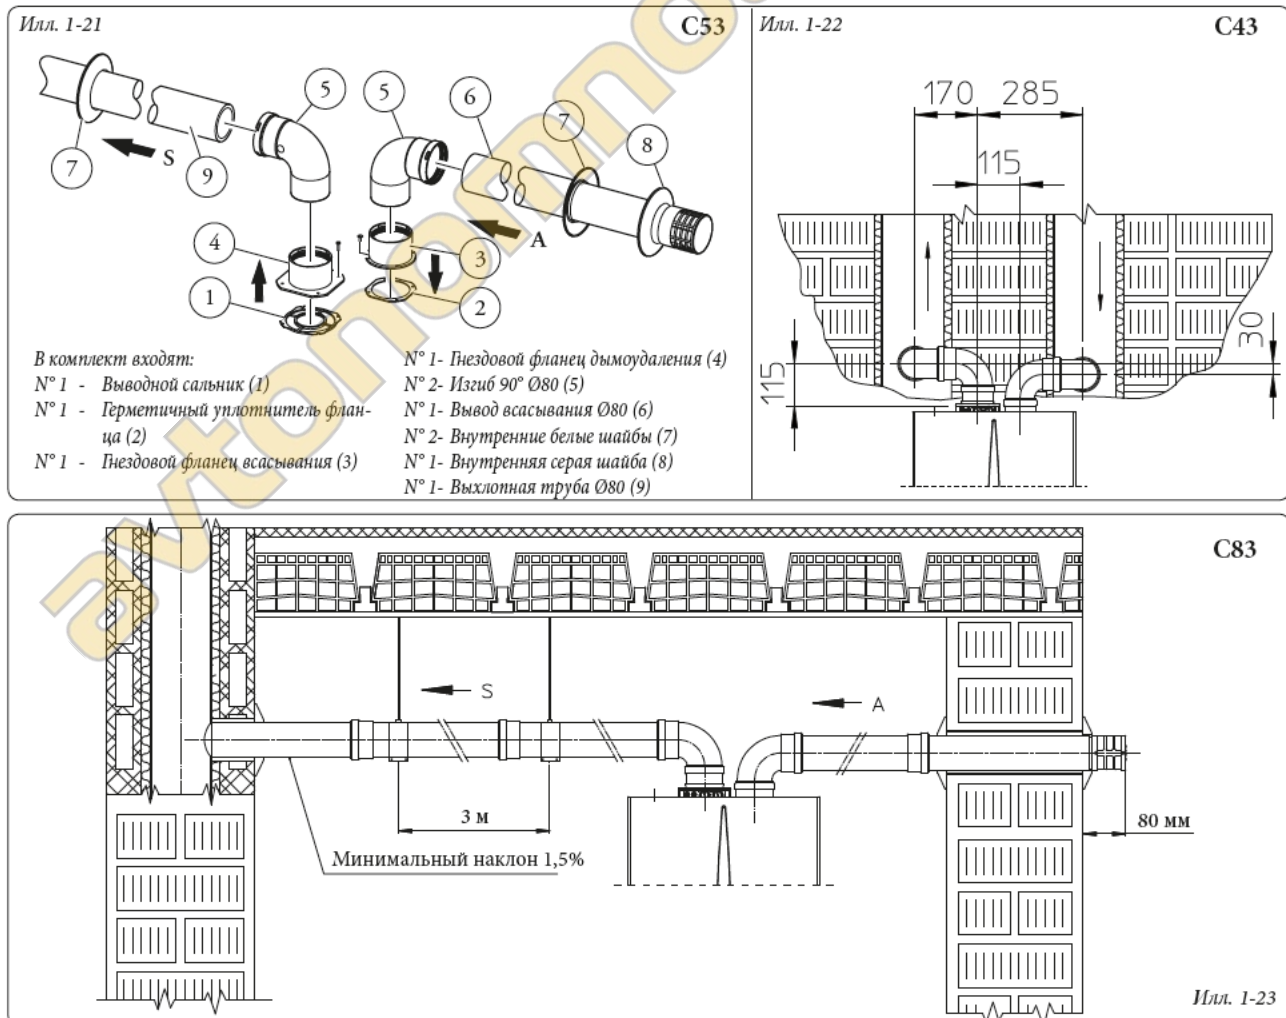 Илл. 1-21
C53
5
5
6
7
8
7
S
9
A
4
3
1
2
В комплект входят:
N° 1 - Выводной сальник (1)
N° 1 - Герметичный уплотнитель флан-
ца (2)
N° 1 - Гнездовой фланец всасывания (3)
N° 1- Гнездовой фланец дымоудаления (4)
N° 2- Изгиб 90° Ø80 (5)
N° 1- Вывод всасывания Ø80 (6)
N° 2- Внутренние белые шайбы (7)
N° 1- Внутренняя серая шайба (8)
N° 1- Выхлопная труба Ø80 (9)
Илл. 1-22
C43
170
285
115
30
115
C83
S
A
3 м
80 мм
Минимальный наклон 1,5%
Илл. 1-23